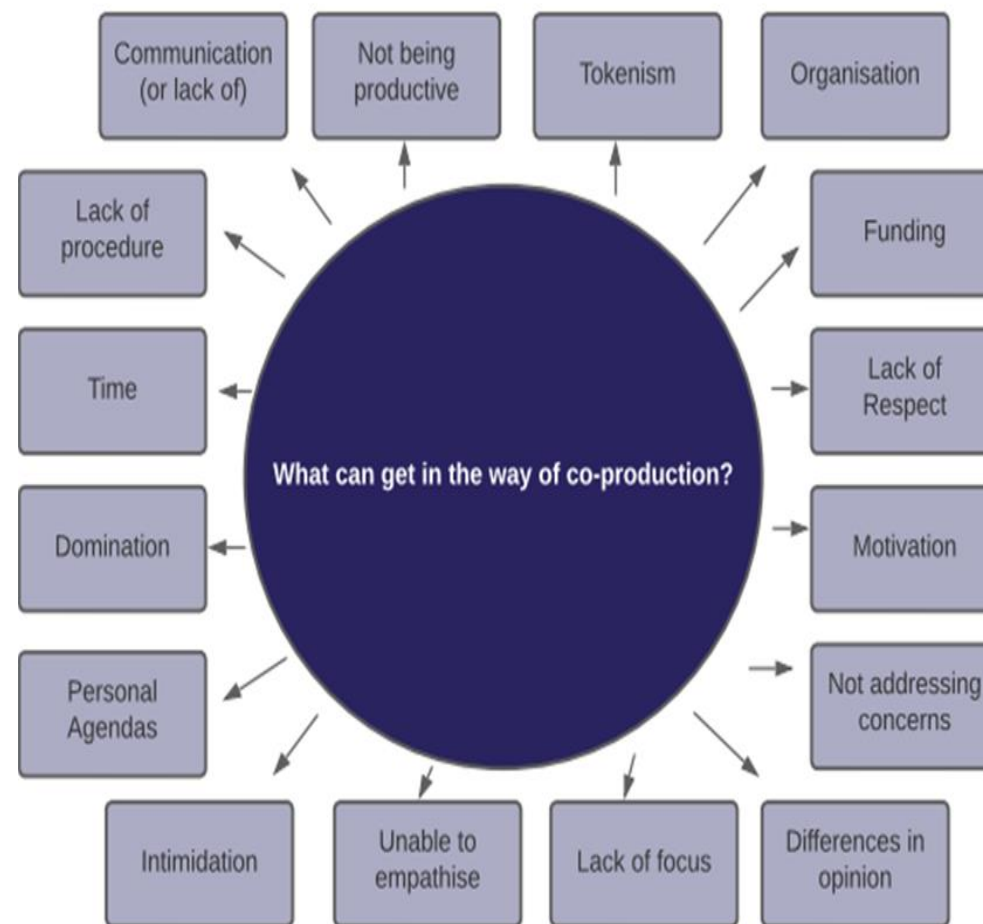 Communication
(or lack of)
Not being
productive
Tokenism
Organisation
Lack of
procedure
Funding
Time
Lack of
Respect
What can get in the way of co-production?
Domination
Motivation
Personal
Agendas
Not addressing
concerns
Intimidation
Unable to
empathise
Lack of focus
Differences in
opinion